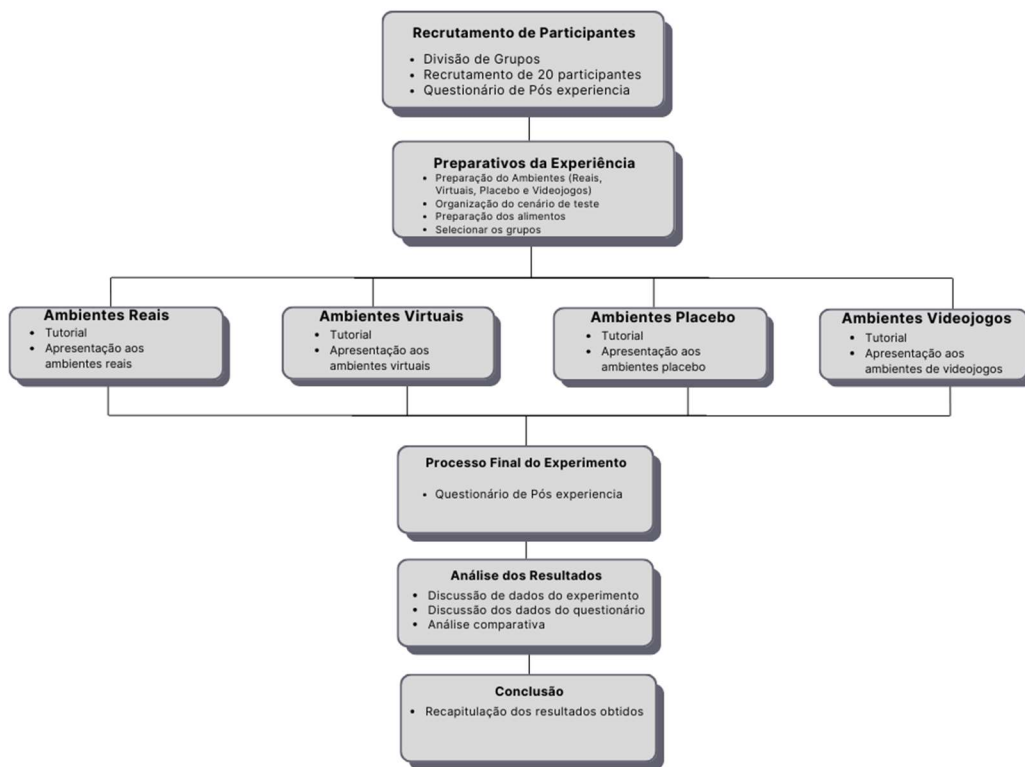 Recrutamento de Participantes
• Divisão de Grupos
• Recrutamento de 20 participantes
• Questionário de Pós experiencia
Preparativos da Experiência
• Preparação do Ambientes (Reais,
Virtuais, Placebo e Videojogos)
• Organização do cenário de teste
• Preparação dos alimentos
• Selecionar os grupos
Ambientes Reais
• Tutorial
• Apresentação aos
ambientes reais
Ambientes Virtuais
• Tutorial
• Apresentação aos
ambientes virtuais
Ambientes Placebo
• Tutorial
• Apresentação aos
ambientes placebo
Ambientes Videojogos
• Tutorial
• Apresentação aos
ambientes de videojogos
Processo Final do Experimento
• Questionário de Pós experiencia
Análise dos Resultados
• Discussão de dados do experimento
• Discussão dos dados do questionário
• Análise comparativa
Conclusão
• Recapitulação dos resultados obtidos